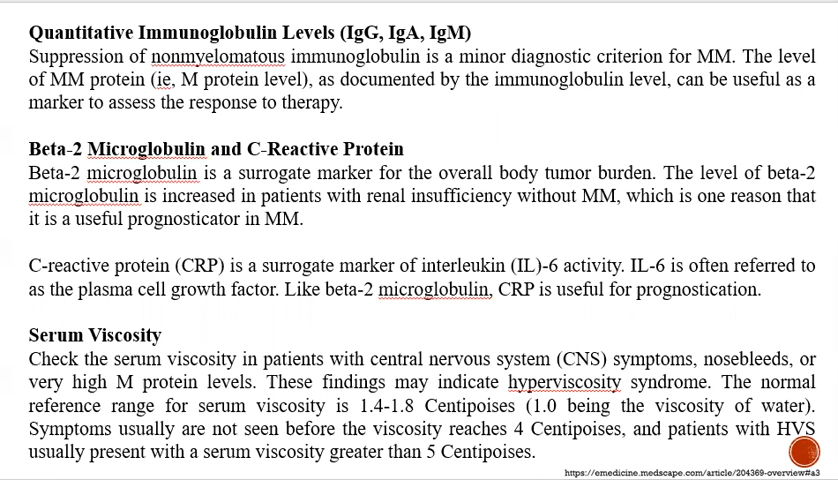 Quantitative Immunoglobulin Levels (IgG, IgA, IgM)
Suppression of nonmyelomatous immunoglobulin is a minor diagnostic criterion for MM. The level
of MM protein (ie, M protein level), as documented by the immunoglobulin level, can be useful as a
marker to assess the response to therapy.
Beta-2 Microglobulin and C-Reactive Protein
Beta-2 microglobulin is a surrogate marker for the overall body tumor burden. The level of beta-2
microglobulin is increased in patients with renal insufficiency without MM, which is one reason that
it is a useful prognosticator in MM.
C-reactive protein (CRP) is a surrogate marker of interleukin (IL)-6 activity. IL-6 is often referred to
as the plasma cell growth factor. Like beta-2 microglobulin, CRP is useful for prognostication.
Serum Viscosity
Check the serum viscosity in patients with central nervous system (CNS) symptoms, nosebleeds, or
very high M protein levels. These findings may indicate hyperviscosity syndrome. The normal
reference range for serum viscosity is 1.4-1.8 Centipoises (1.0 being the viscosity of water).
Symptoms usually are not seen before the viscosity reaches 4 Centipoises, and patients with HVS
usually present with a serum viscosity greater than 5 Centipoises.
https://emedicine.medscape.com/article/204369-overview#a3